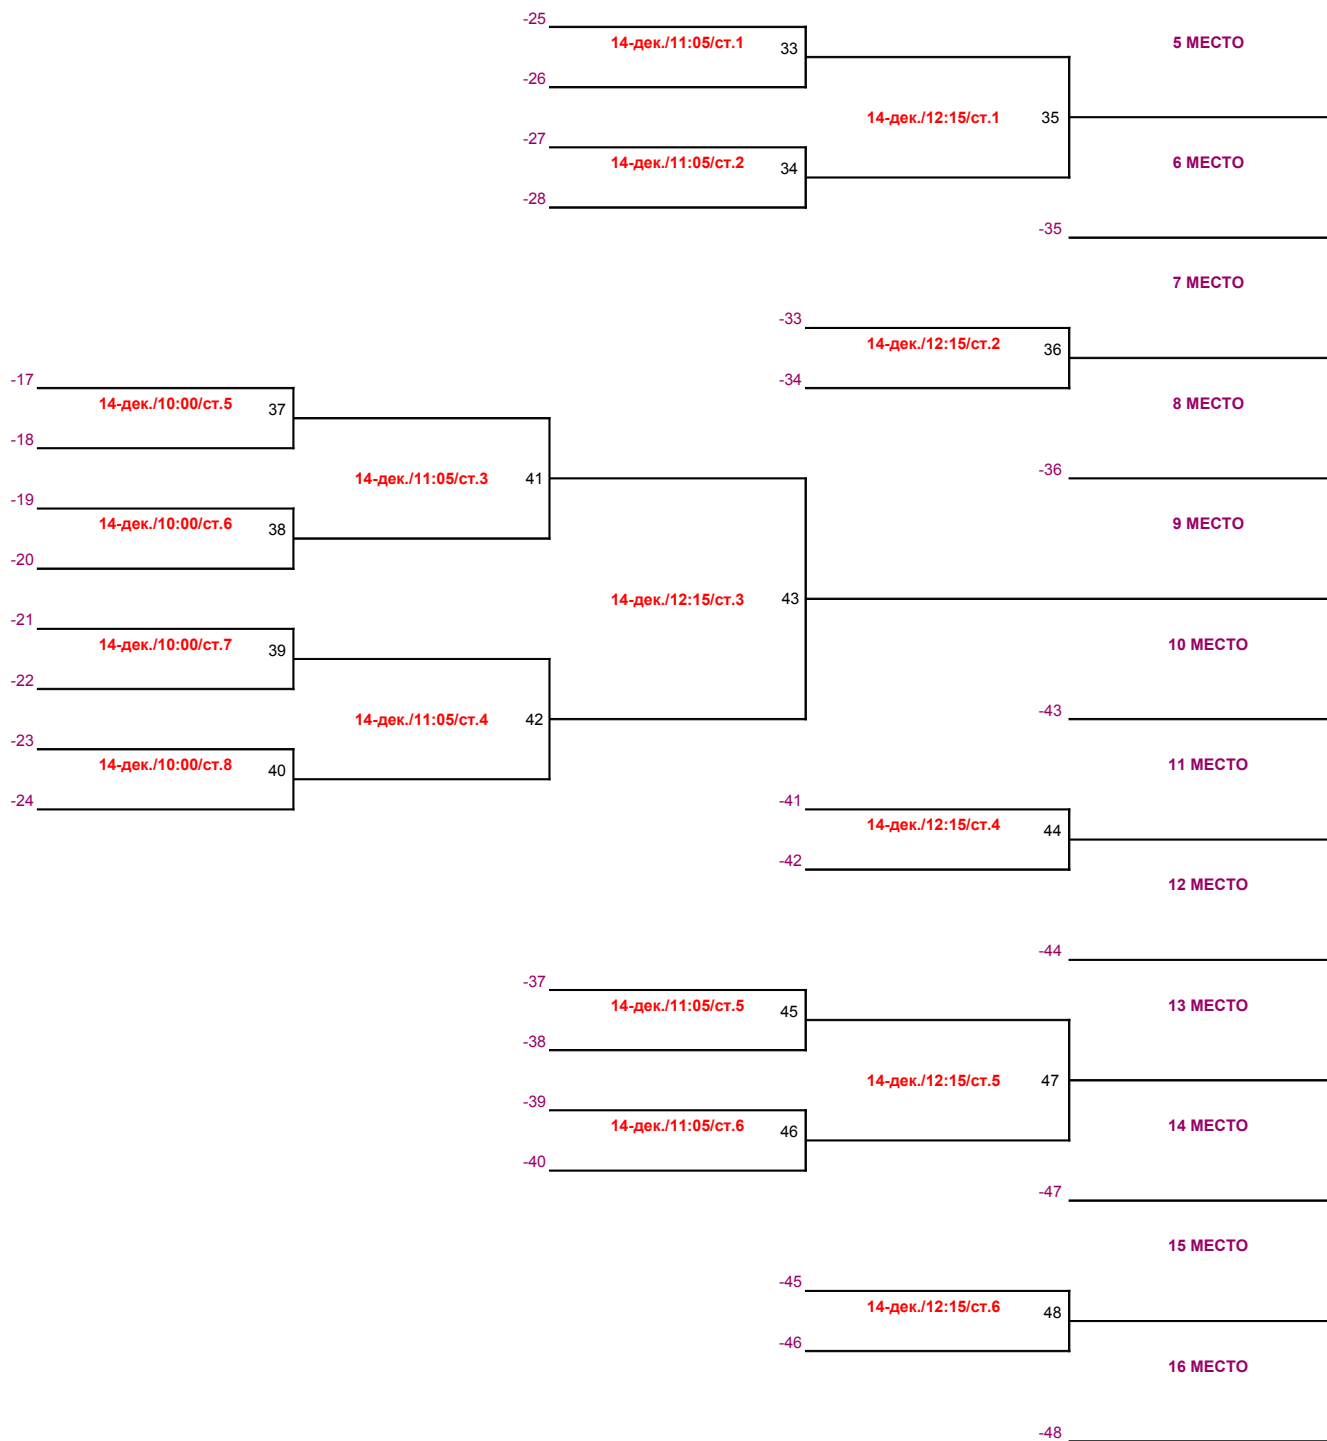 -25
14-дек./11:05/ст.1
33
5 МЕСТО
-26
14-дек./12:15/ст.1
35
-27
14-дек./11:05/ст.2
34
6 МЕСТО
-28
-35
7 МЕСТО
-33
14-дек./12:15/ст.2
36
-17
-34
14-дек./10:00/ст.5
37
8 МЕСТО
-18
14-дек./11:05/ст.3
41
-36
-19
14-дек./10:00/ст.6
38
9 МЕСТО
-20
14-дек./12:15/ст.3
43
-21
14-дек./10:00/ст.7
39
10 МЕСТО
-22
14-дек./11:05/ст.4
42
-43
-23
14-дек./10:00/ст.8
40
11 МЕСТО
-24
-41
14-дек./12:15/ст.4
44
-42
12 МЕСТО
-44
-37
14-дек./11:05/ст.5
45
13 МЕСТО
-38
14-дек./12:15/ст.5
47
-39
14-дек./11:05/ст.6
46
14 МЕСТО
-40
-47
15 МЕСТО
-45
14-дек./12:15/ст.6
48
-46
16 МЕСТО
-48